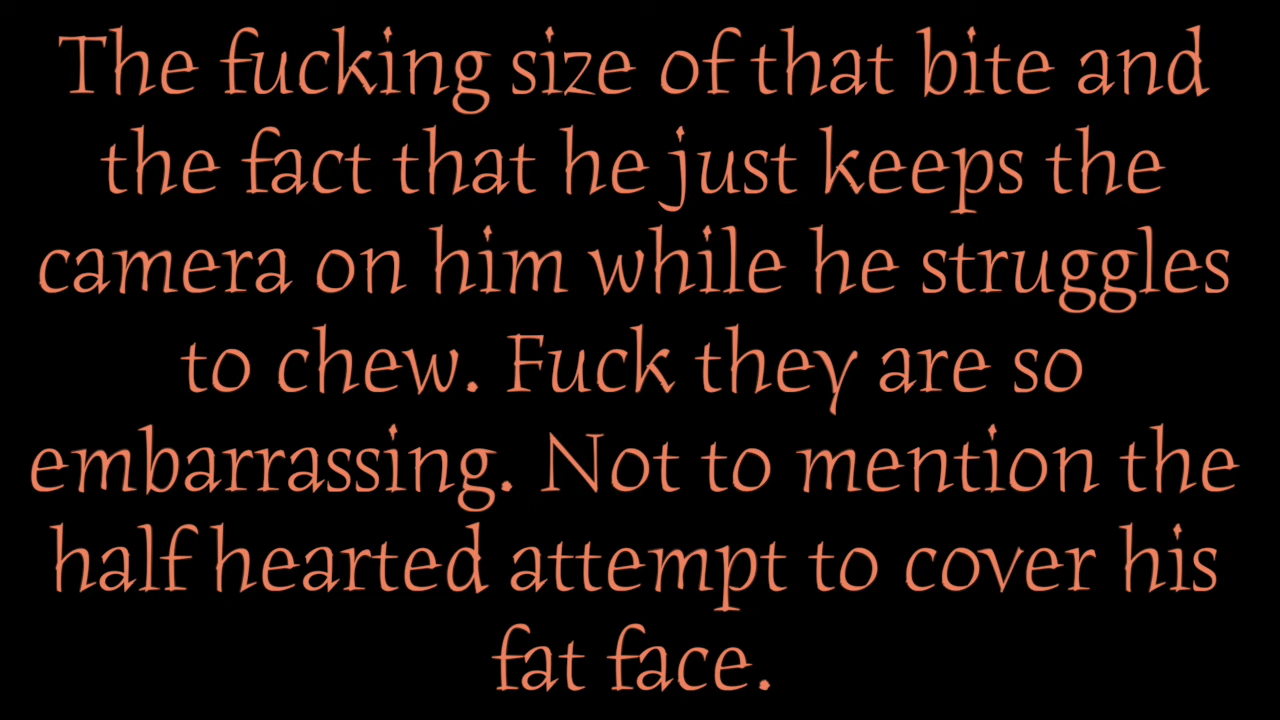 The fucking size of that bite and
the fact that he just keeps the
camera on him while he struggles
to chew. Fuck they are so
embarrassing. Not to mention the
half hearted attempt to cover his
fat face.